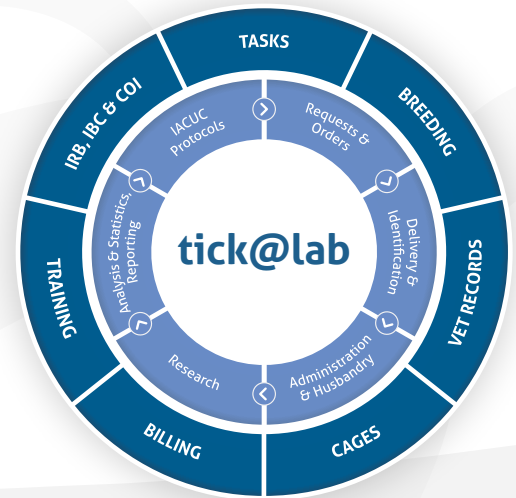 TASKS
BREEDING
VET RECORDS
CAGES
BILLING
TRAINING
IRB, IBC & COI
IACUC
Protocols
Requests &
Orders
Delivery &
Identification
Administration
& Husbandry
Research
Analysis & Statistics,
Reporting
tick@lab